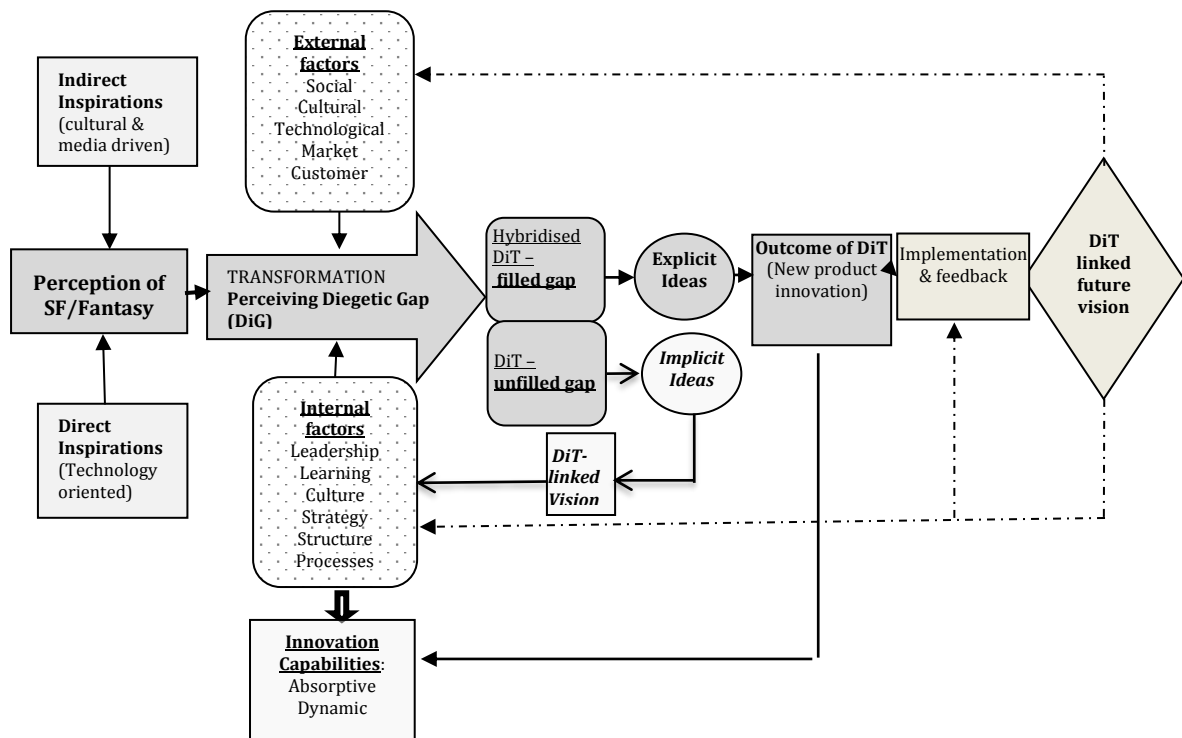 Indirect
Inspirations
(cultural &
media driven)
External
factors
Social
Cultural
Technological
Market
Customer
Perception of
SF/Fantasy
TRANSFORMATION
Perceiving Diegetic Gap
(DiG)
Hybridised
DiT –
filled gap
Explicit
Ideas
Outcome of DiT
(New product
innovation)
Implementation
& feedback
DiT
linked
future
vision
DiT –
unfilled gap
Implicit
Ideas
Direct
Inspirations
(Technology
oriented)
Internal
factors
Leadership
Learning
Culture
Strategy
Structure
Processes
DiT-
linked
Vision
Innovation
Capabilities:
Absorptive
Dynamic